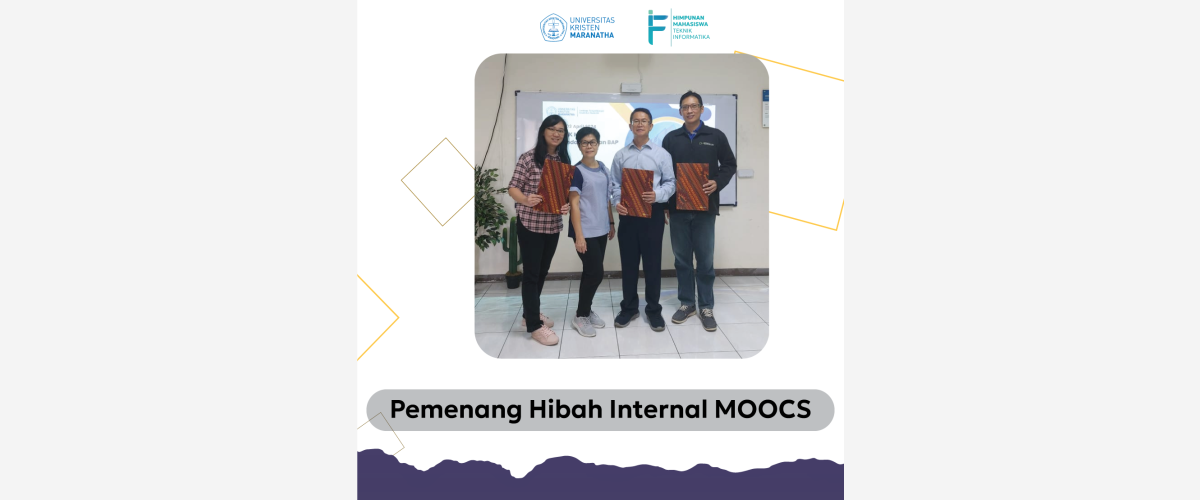 UNIVERSITAS
KRISTEN
MARANATHA
HIMPUNAN
MAHASISWA
TEKNIK
INFORMATIKA
Pemenang Hibah Internal MOOCS